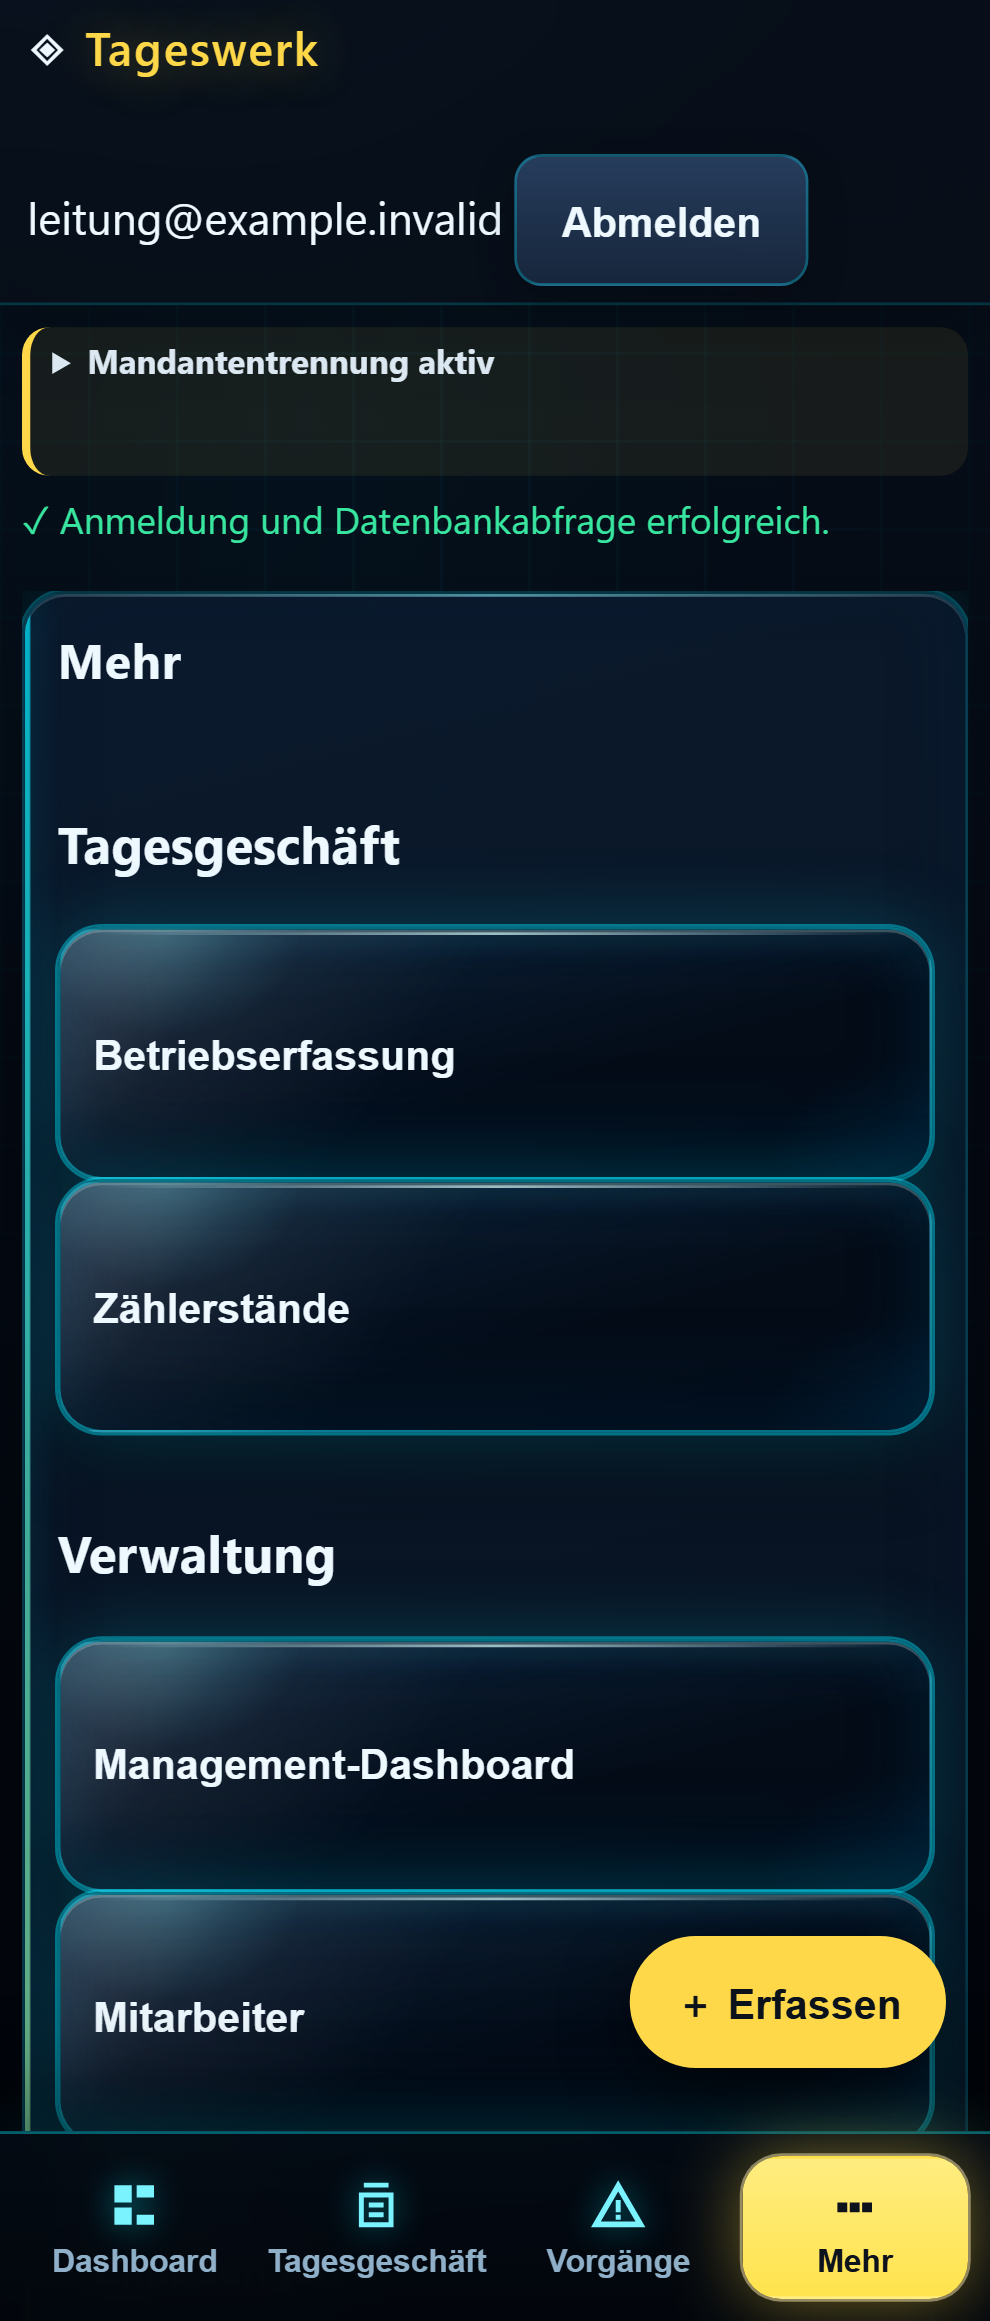 Tageswerk
leitung@example.invalid
Abmelden
Mandantentrennung aktiv
✓ Anmeldung und Datenbankabfrage erfolgreich.
Mehr
Tagesgeschäft
Betriebserfassung
Zählerstände
Verwaltung
Management-Dashboard
Mitarbeiter
+ Erfassen
Dashboard
Tagesgeschäft
Vorgänge
Mehr